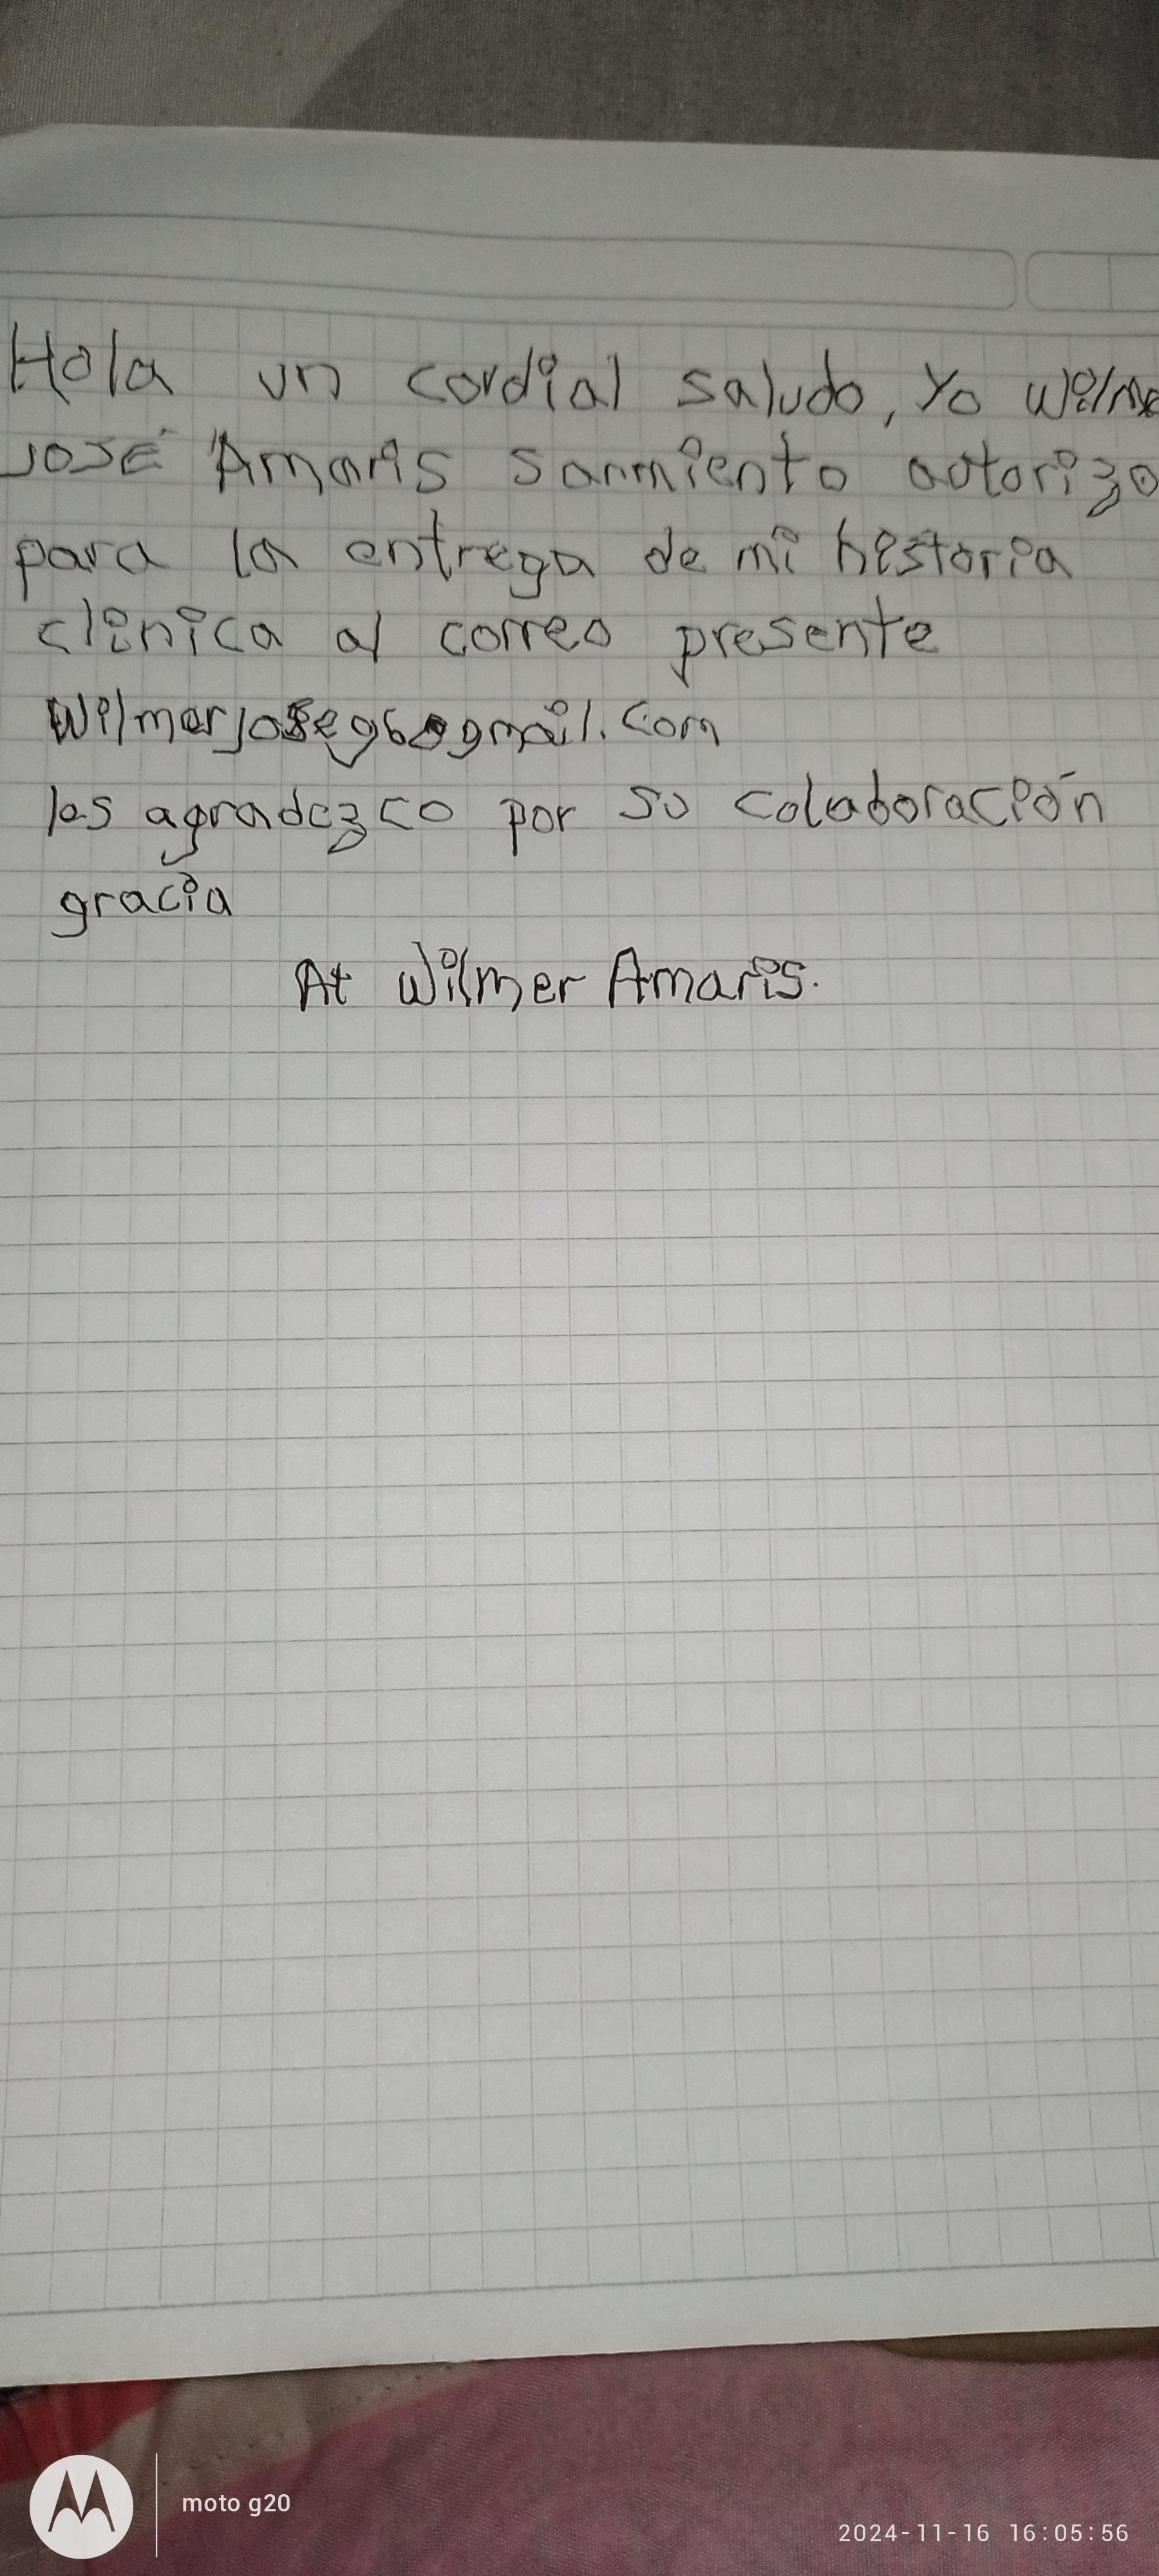 Hola un cordial saludo, Yo Wilme
JOSÉ Amaris Sarmiento autorizo
para la entrega de mi historia
clinica al correo presente
Wilmerjose96@gmail.com
les agradezco por su colaboración
gracia
At Wilmer Amaris.
moto g20
2024-11-16 16:05:56